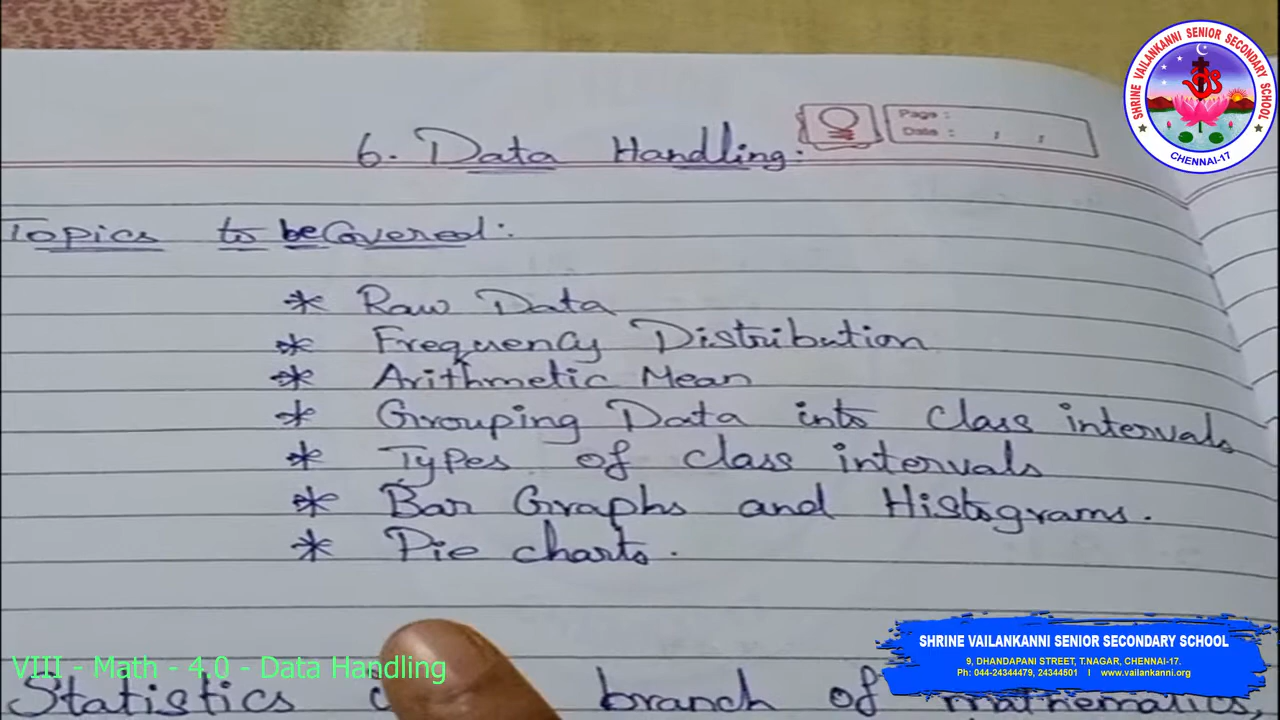 SHRINE VAILANKANNI SENIOR SECONDARY SCHOOL
CHENNAI-17
Page :
Date : , ,
6. Data Handling:
Topics to be Covered:
* Raw Data
* Frequency Distribution
* Arithmetic Mean
* Grouping Data into class intervals
* Types of class intervals
* Bar Graphs and Histograms.
* Pie charts.
VIII - Math - 4.0 - Data Handling
Statistics branch of mathematics,
SHRINE VAILANKANNI SENIOR SECONDARY SCHOOL
9, DHANDAPANI STREET, T.NAGAR, CHENNAI-17.
Ph: 044-24344479, 24344501 I www.vailankanni.org